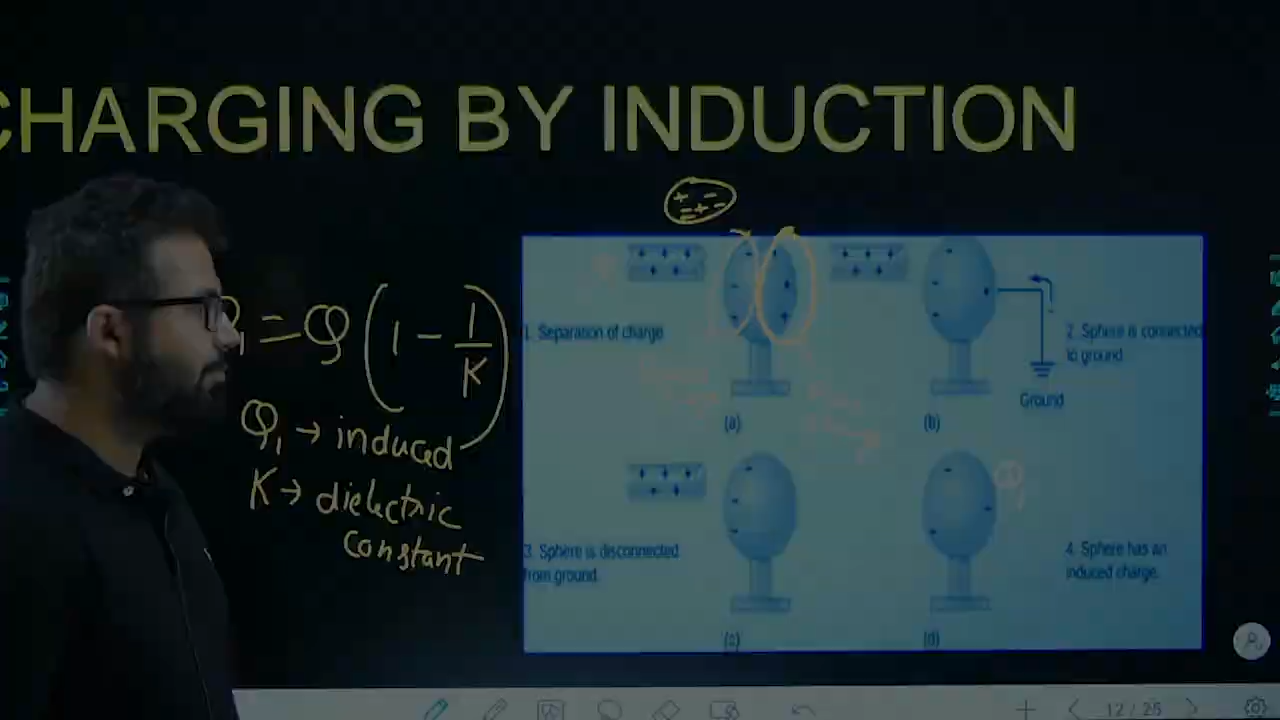 CHARGING BY INDUCTION
+ -
- + -
Q₁ = Q (1 - 1/K)
Q₁ → induced
K → dielectric
constant
1. Separation of charge
(a)
2. Sphere is connected
to ground.
Ground
(b)
3. Sphere is disconnected
from ground.
(c)
4. Sphere has an
induced charge.
(d)
12 / 25